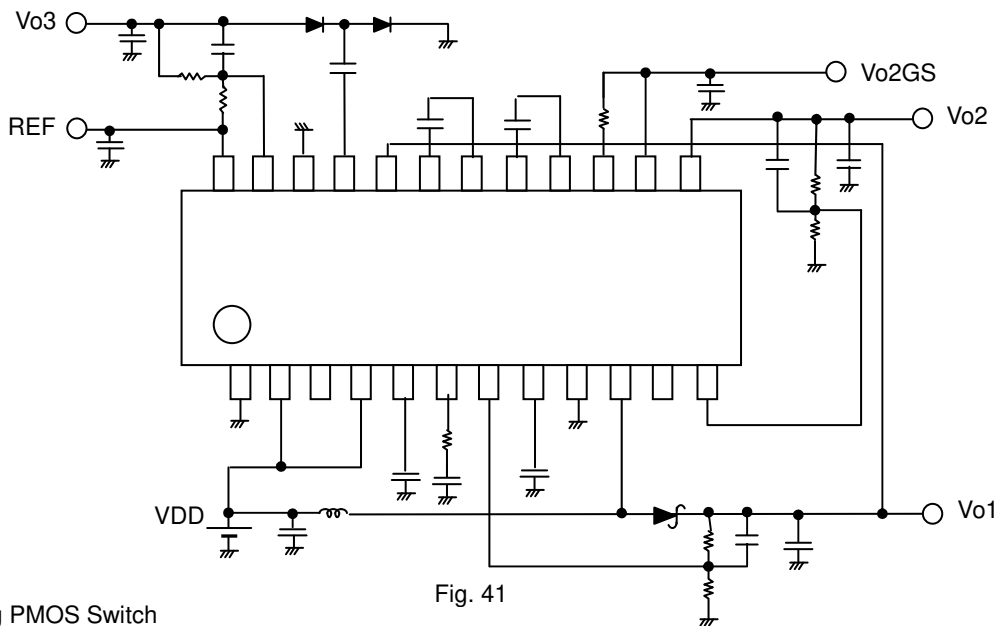 Vo3
Vo2GS
Vo2
REF
VDD
Vo1
Fig. 41
PMOS Switch